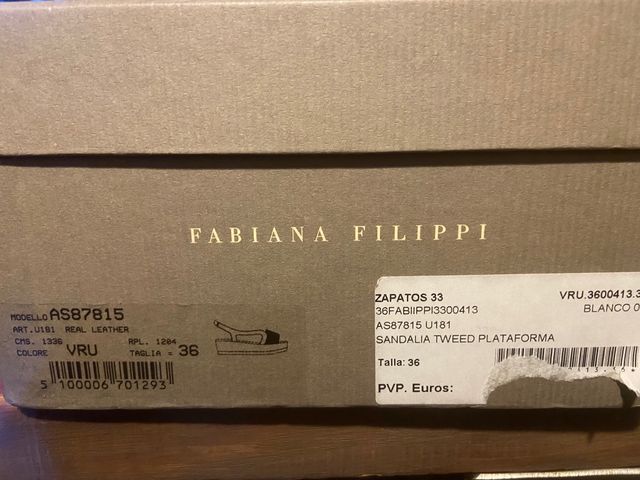 FABIANA FILIPPI
MODELLO AS87815
ART.U181 REAL LEATHER
CMS. 1336 RPL. 1204
COLORE VRU TAGLIA = 36
5 100006 701293
ZAPATOS 33 VRU.3600413.3
36FABIIPPI3300413 BLANCO 0
AS87815 U181
SANDALIA TWEED PLATAFORMA
Talla: 36
PVP. Euros: